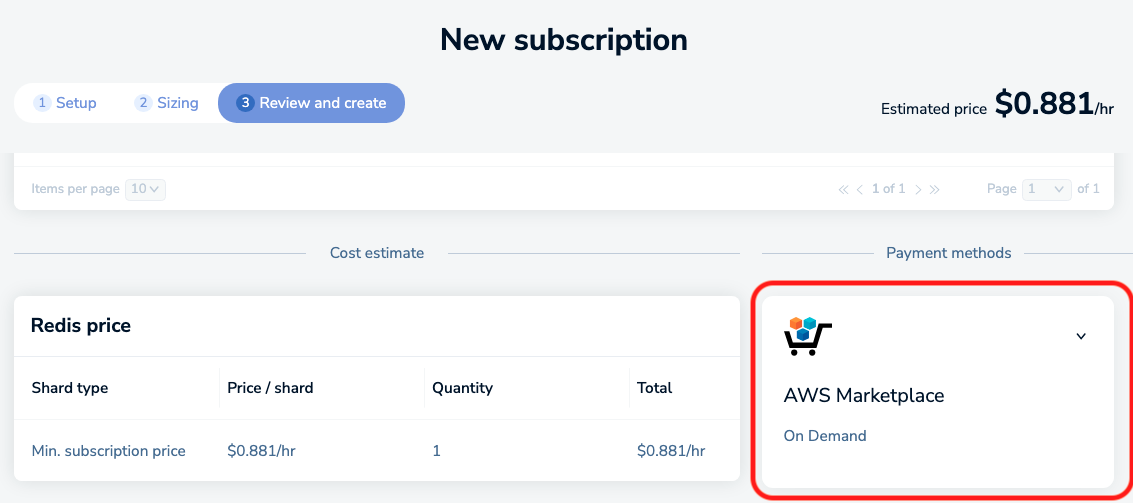 New subscription
1 Setup 2 Sizing 3 Review and create
Estimated price $0.881/hr
Items per page 10 « < 1 of 1 > » Page 1 of 1
Cost estimate
Redis price
Shard type Price / shard Quantity Total
Min. subscription price $0.881/hr 1 $0.881/hr
Payment methods
AWS Marketplace
On Demand